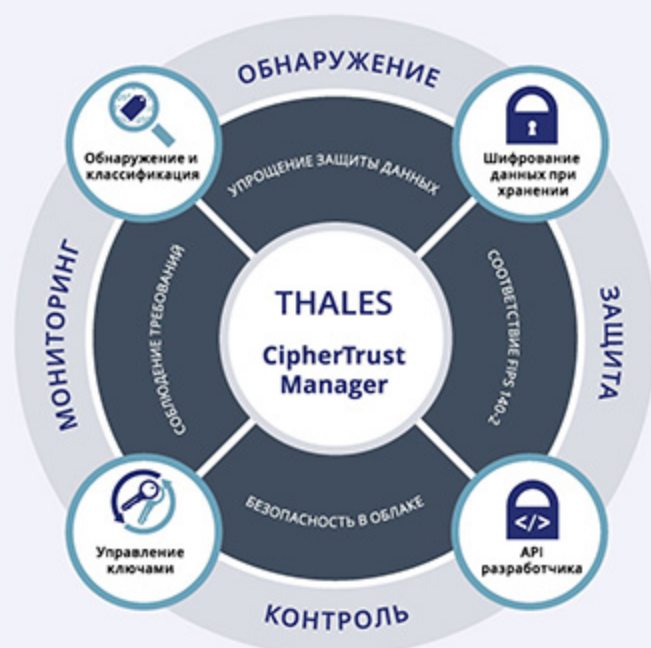 ОБНАРУЖЕНИЕ
Обнаружение и
классификация
Шифрование
данных при
хранении
УПРОЩЕНИЕ ЗАЩИТЫ ДАННЫХ
МОНИТОРИНГ
СОБЛЮДЕНИЕ ТРЕБОВАНИЙ
THALES
CipherTrust
Manager
СООТВЕТСТВИЕ FIPS 140-2
ЗАЩИТА
БЕЗОПАСНОСТЬ В ОБЛАКЕ
Управление
ключами
</>
API
разработчика
КОНТРОЛЬ